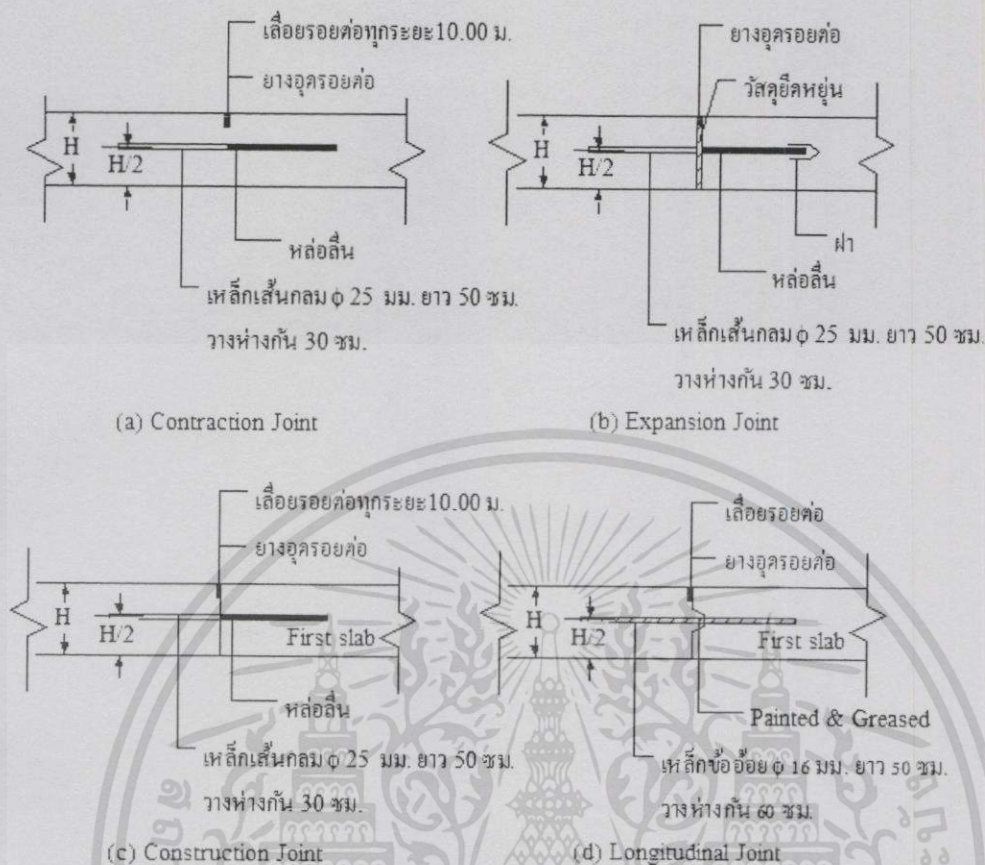 เลื่อยรอยต่อทุกระยะ10.00 ม.
ยางอุดรอยต่อ
H
H/2
หล่อลื่น
เหล็กเส้นกลม ϕ 25 มม. ยาว 50 ซม.
วางห่างกัน 30 ซม.
(a) Contraction Joint
ยางอุดรอยต่อ
วัสดุยืดหยุ่น
H
H/2
ฝา
หล่อลื่น
เหล็กเส้นกลม ϕ 25 มม. ยาว 50 ซม.
วางห่างกัน 30 ซม.
(b) Expansion Joint
เลื่อยรอยต่อทุกระยะ10.00 ม.
ยางอุดรอยต่อ
H
H/2
First slab
หล่อลื่น
เหล็กเส้นกลม ϕ 25 มม. ยาว 50 ซม.
วางห่างกัน 30 ซม.
(c) Construction Joint
เลื่อยรอยต่อ
ยางอุดรอยต่อ
H
H/2
First slab
Painted & Greased
เหล็กข้ออ้อย ϕ 16 มม. ยาว 50 ซม.
วางห่างกัน 60 ซม.
(d) Longitudinal Joint